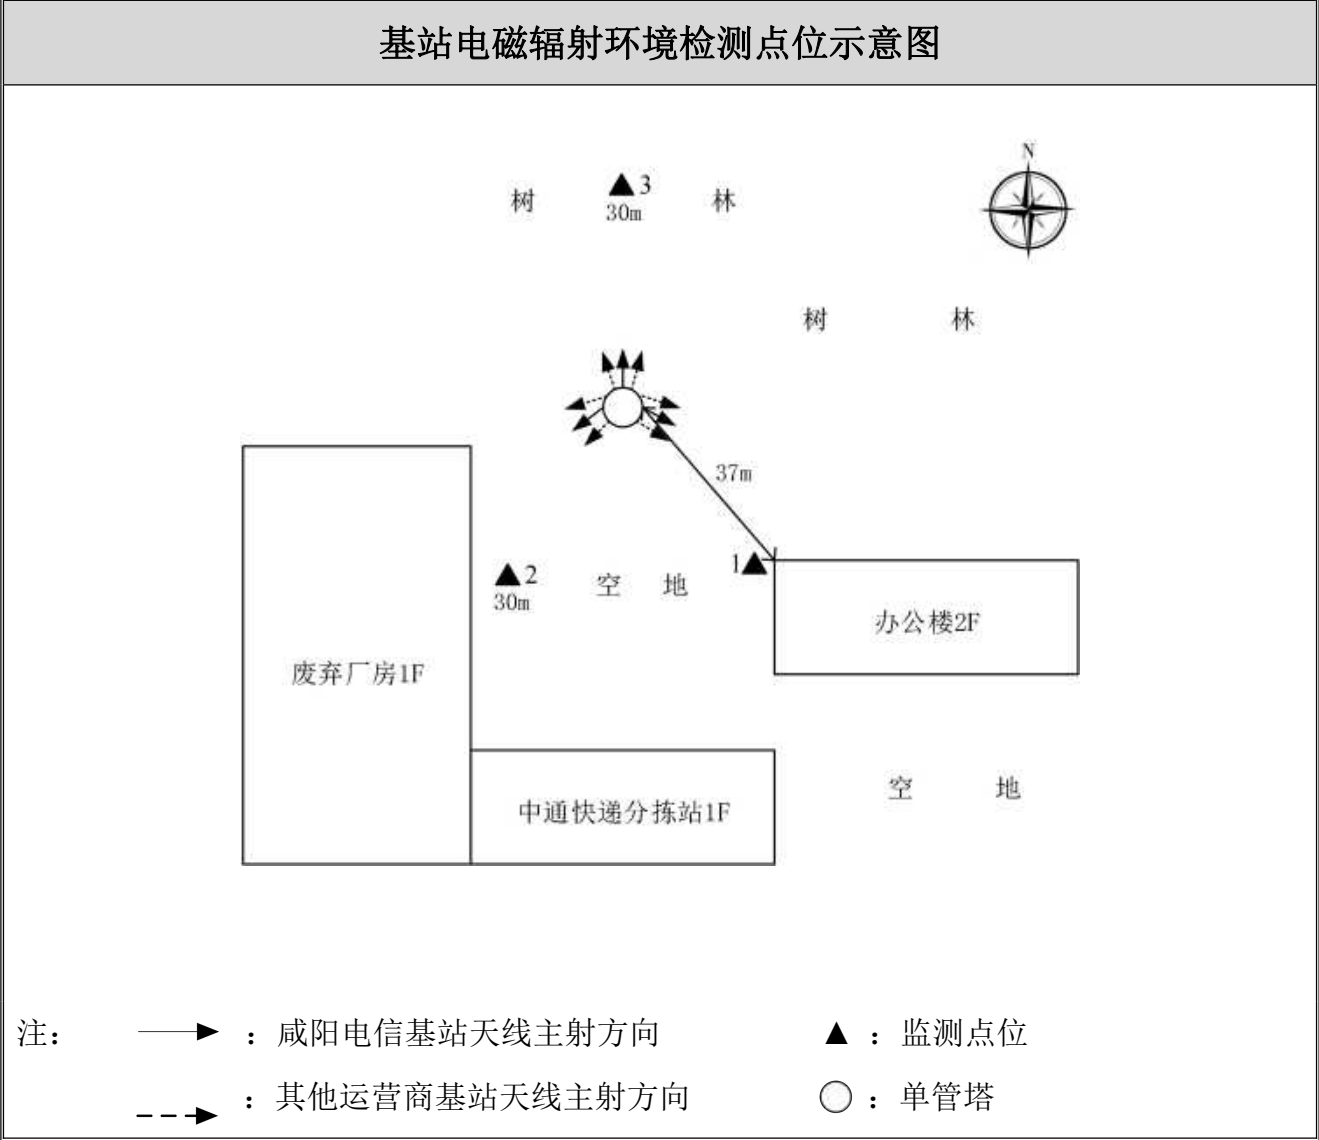 基站电磁辐射环境检测点位示意图
N
树 ▲3 林
30m
树 林
37m
1▲
▲2 空 地
30m
办公楼2F
废弃厂房1F
空 地
中通快递分拣站1F
注： ：咸阳电信基站天线主射方向 ▲：监测点位
：其他运营商基站天线主射方向 ：单管塔